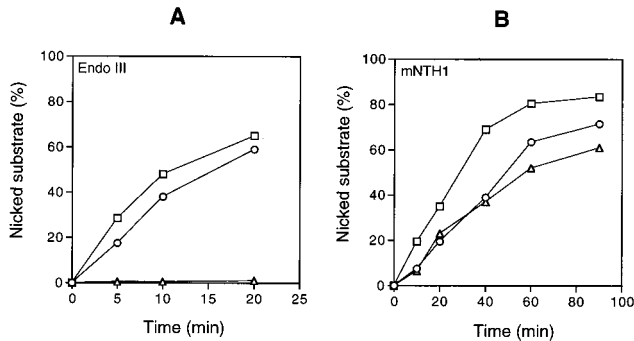 A
B
Endo III
Nicked substrate (%)
100
80
60
40
20
0
0 5 10 15 20 25
Time (min)
mNTH1
Nicked substrate (%)
100
80
60
40
20
0
0 20 40 60 80 100
Time (min)